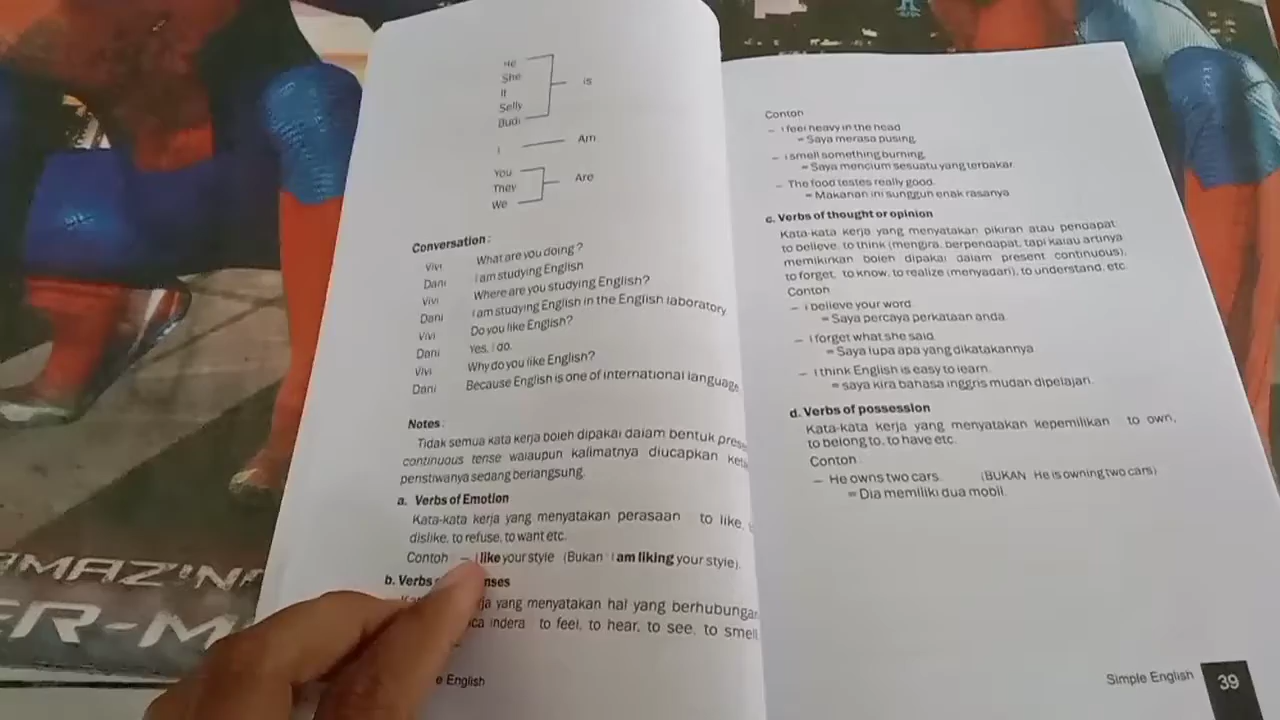 He
She
It
Selly
Budi
is
I
Am
You
They
We
Are
Conversation :
Vivi What are you doing ?
Dani I am studying English
Vivi Where are you studying English?
Dani I am studying English in the English laboratory
Vivi Do you like English?
Dani Yes, I do.
Vivi Why do you like English?
Dani Because English is one of international language
Notes :
Tidak semua kata kerja boleh dipakai dalam bentuk
continuous tense walaupun kalimatnya diucapkan
peristiwanya sedang berlangsung.
a. Verbs of Emotion
Kata-kata kerja yang menyatakan perasaan to like,
dislike, to refuse, to want etc.
Contoh – I like your style (Bukan I am liking your style).
b. Verbs
yang menyatakan hal yang berhubungan
indera to feel, to hear, to see, to smell,
English
Contoh
– I feel heavy in the head
= Saya merasa pusing
– I smell something burning
= Saya mencium sesuatu yang terbakar
– The food testes really good.
= Makanan ini sungguh enak rasanya
c. Verbs of thought or opinion
Kata-kata kerja yang menyatakan pikiran atau pendapat
to believe, to think (mengira, berpendapat, tapi kalau artinya
memikirkan boleh dipakai dalam present continuous),
to forget, to know, to realize (menyadari), to understand, etc
Contoh
– I believe your word
= Saya percaya perkataan anda
– I forget what she said
= Saya lupa apa yang dikatakannya
– I think English is easy to learn.
= saya kira bahasa inggris mudah dipelajari.
d. Verbs of possession
Kata-kata kerja yang menyatakan kepemilikan to own,
to belong to, to have etc.
Contoh
– He owns two cars. (BUKAN He is owning two cars)
= Dia memiliki dua mobil.
Simple English 39